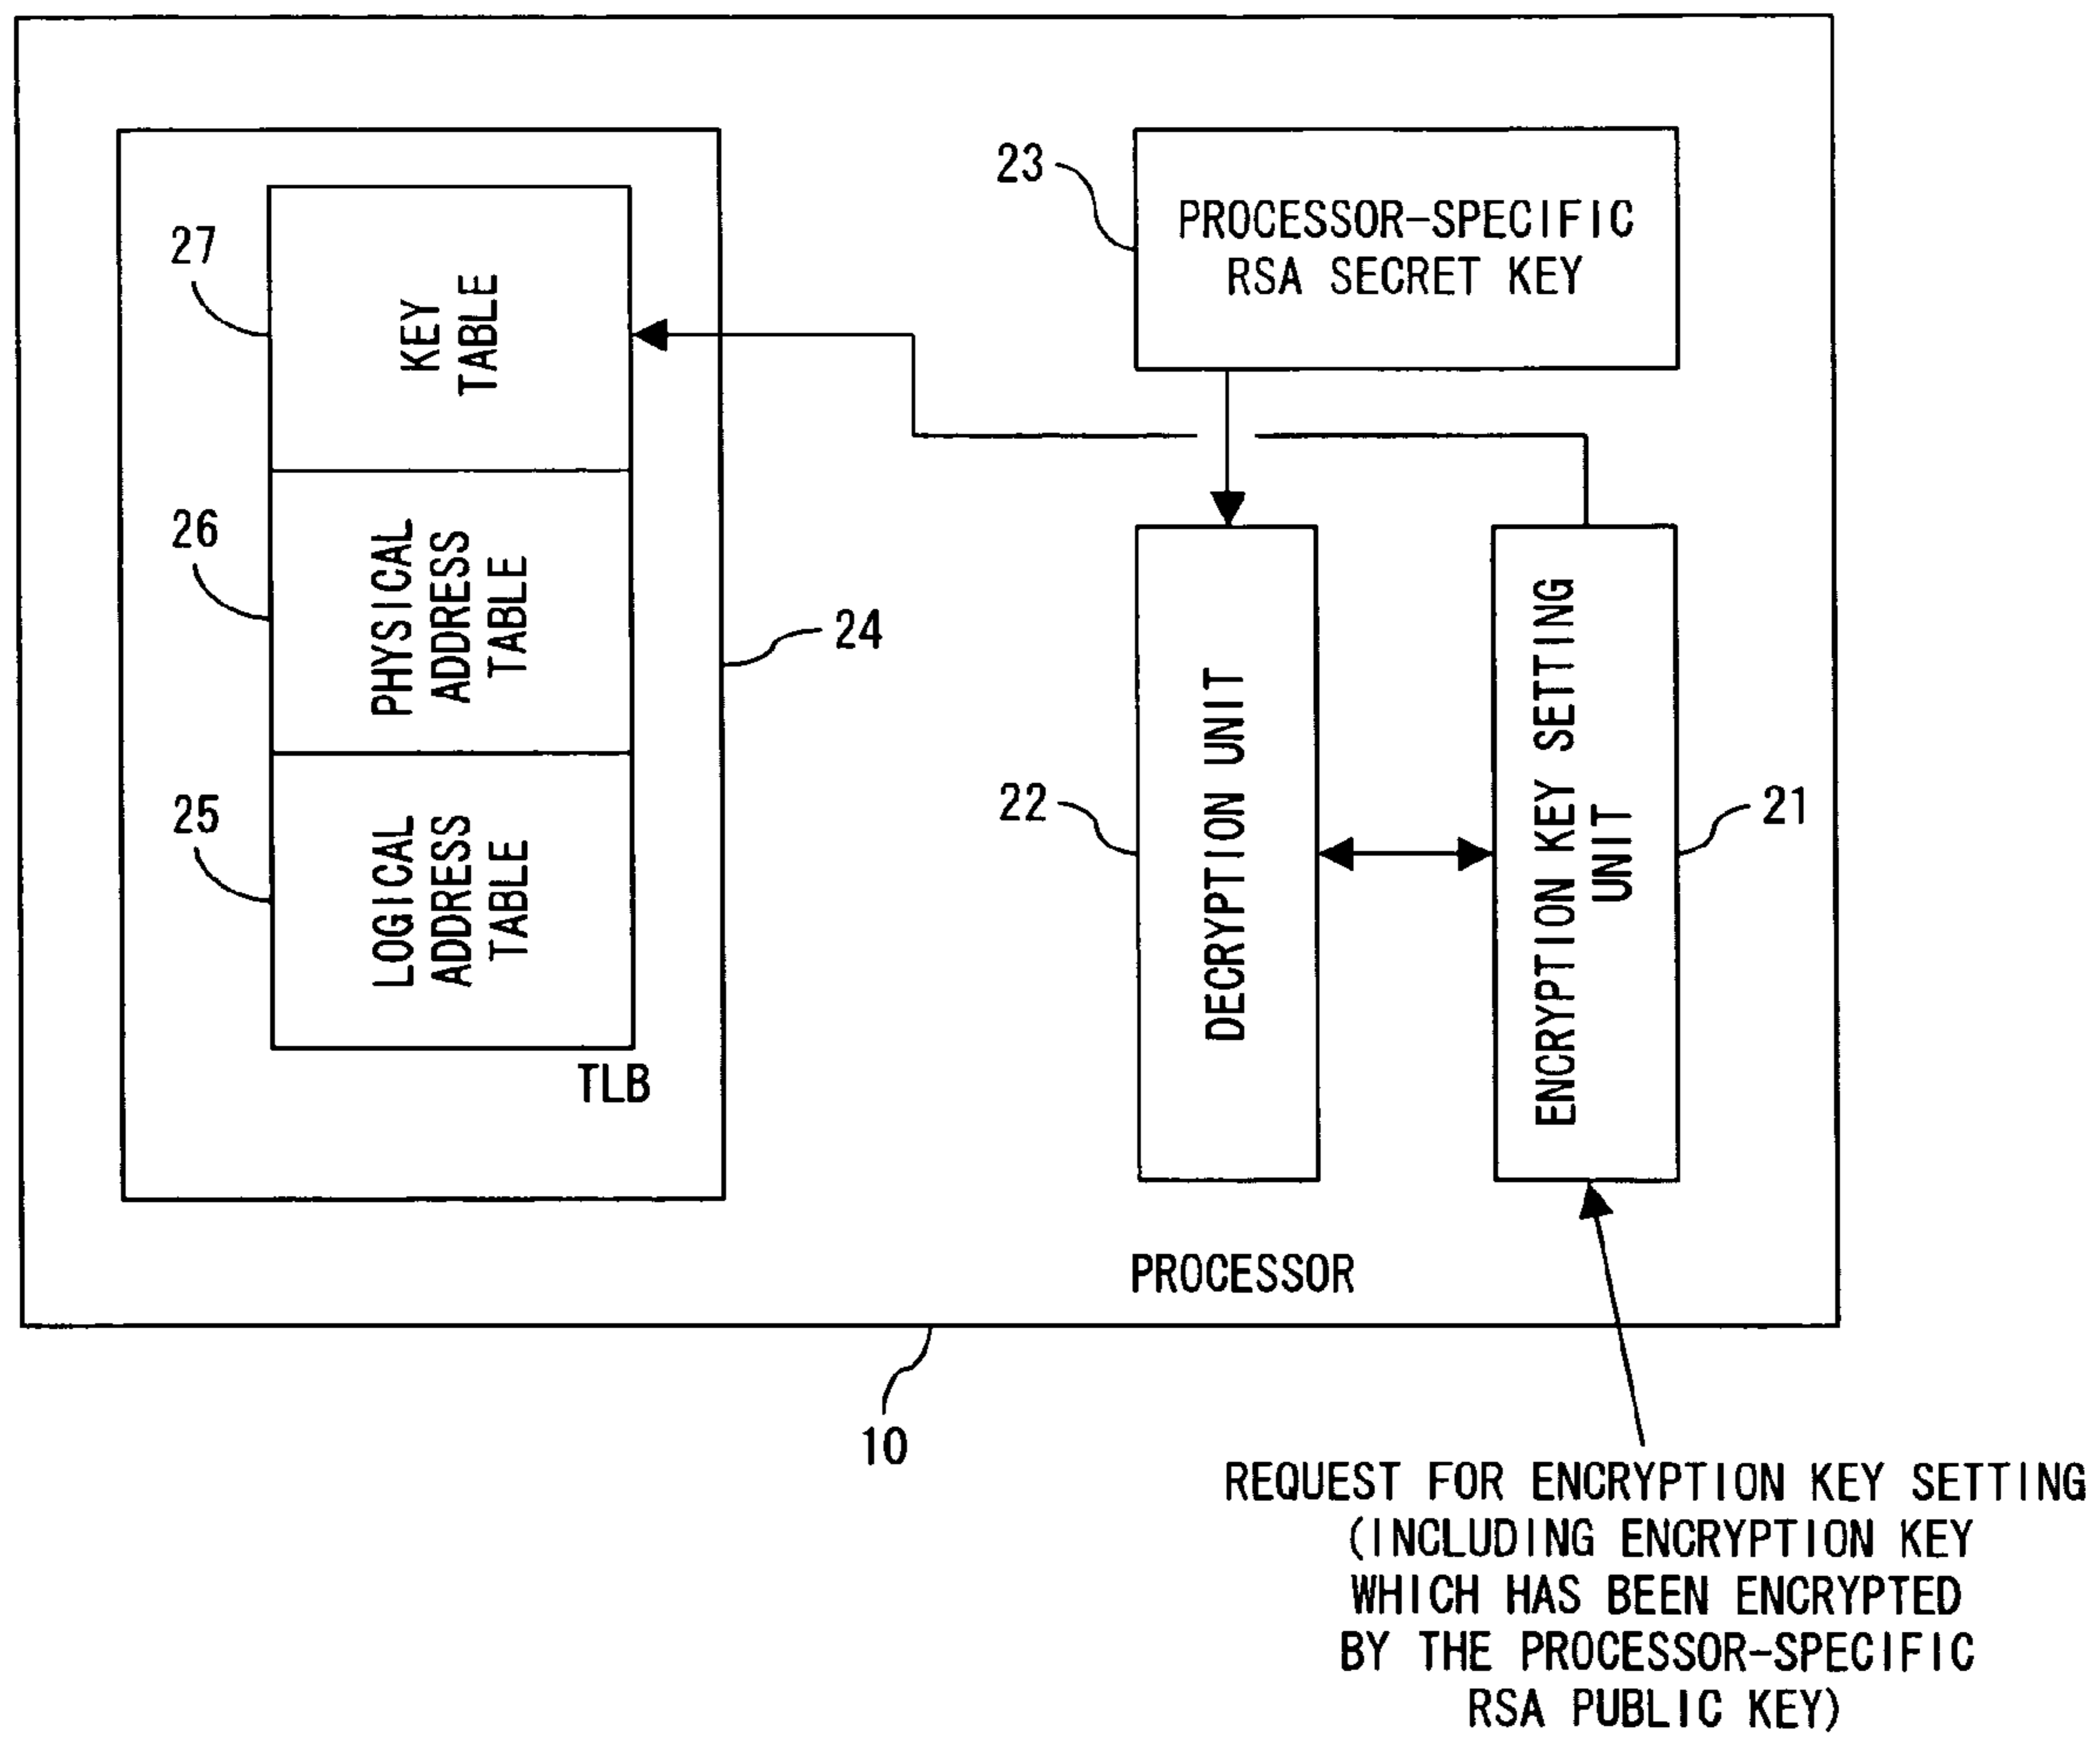 23
PROCESSOR-SPECIFIC
RSA SECRET KEY
27
KEY
TABLE
26
PHYSICAL
ADDRESS
TABLE
25
LOGICAL
ADDRESS
TABLE
TLB
24
22
DECRYPTION UNIT
ENCRYPTION KEY SETTING
UNIT
21
PROCESSOR
10
REQUEST FOR ENCRYPTION KEY SETTING
(INCLUDING ENCRYPTION KEY
WHICH HAS BEEN ENCRYPTED
BY THE PROCESSOR-SPECIFIC
RSA PUBLIC KEY)